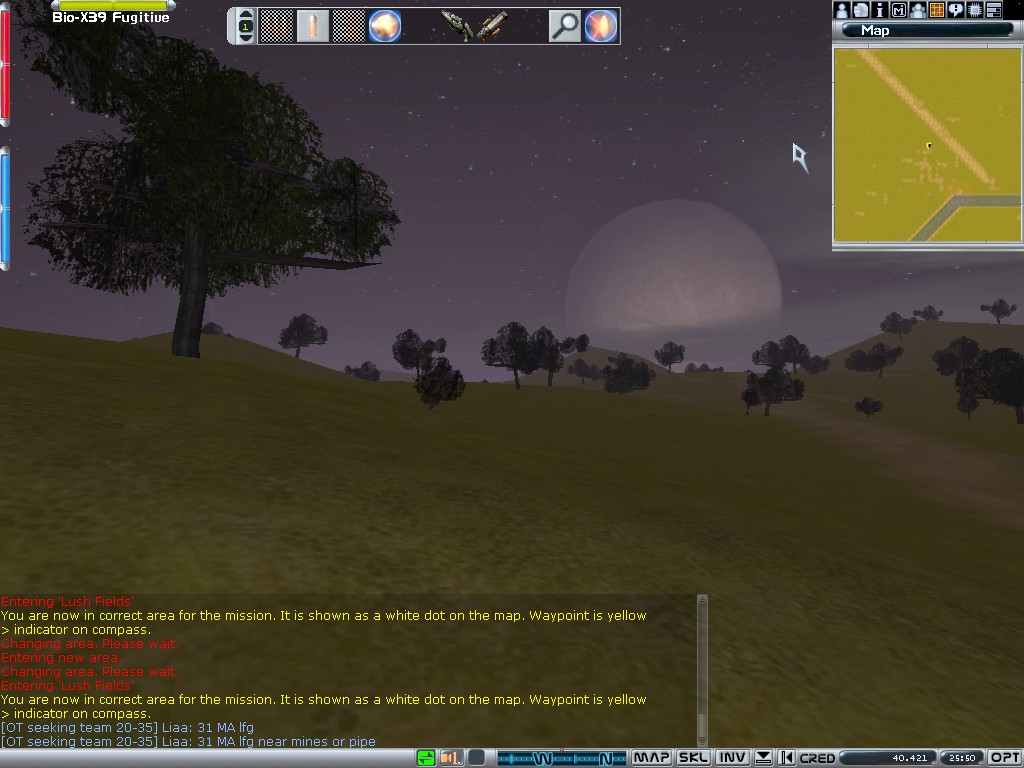 Bio-X39 Fugitive
1
Map
Entering 'Lush Fields'
You are now in correct area for the mission. It is shown as a white dot on the map. Waypoint is yellow
> indicator on compass.
Changing area. Please wait.
Entering new area.
Changing area. Please wait.
Entering 'Lush Fields'
You are now in correct area for the mission. It is shown as a white dot on the map. Waypoint is yellow
> indicator on compass.
[OT seeking team 20-35] Liaa: 31 MA lfg
[OT seeking team 20-35] Liaa: 31 MA lfg near mines or pipe
W N MAP SKL INV CRED 40.421 25:50 OPT